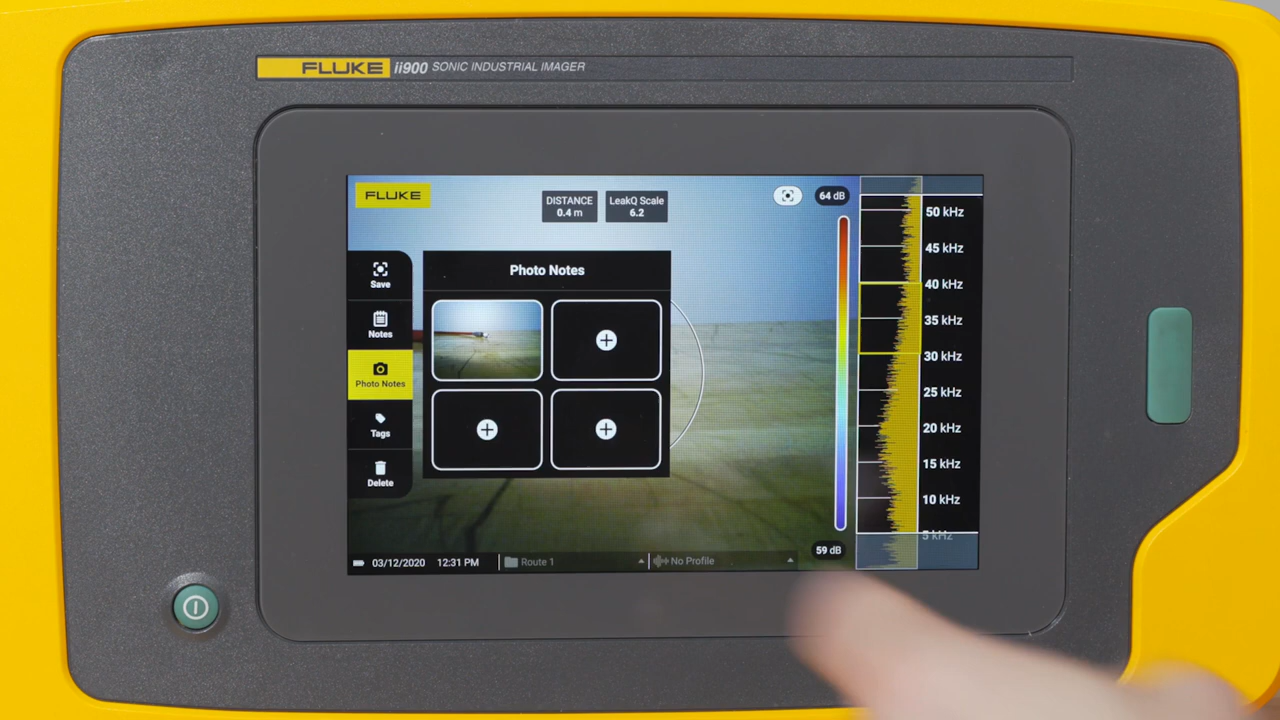 FLUKE ii900 SONIC INDUSTRIAL IMAGER
FLUKE
DISTANCE
0.4 m
LeakQ Scale
6.2
64 dB
Save
Notes
Photo Notes
Tags
Delete
Photo Notes
50 kHz
45 kHz
40 kHz
35 kHz
30 kHz
25 kHz
20 kHz
15 kHz
10 kHz
5 kHz
59 dB
03/12/2020 12:31 PM Route 1 No Profile